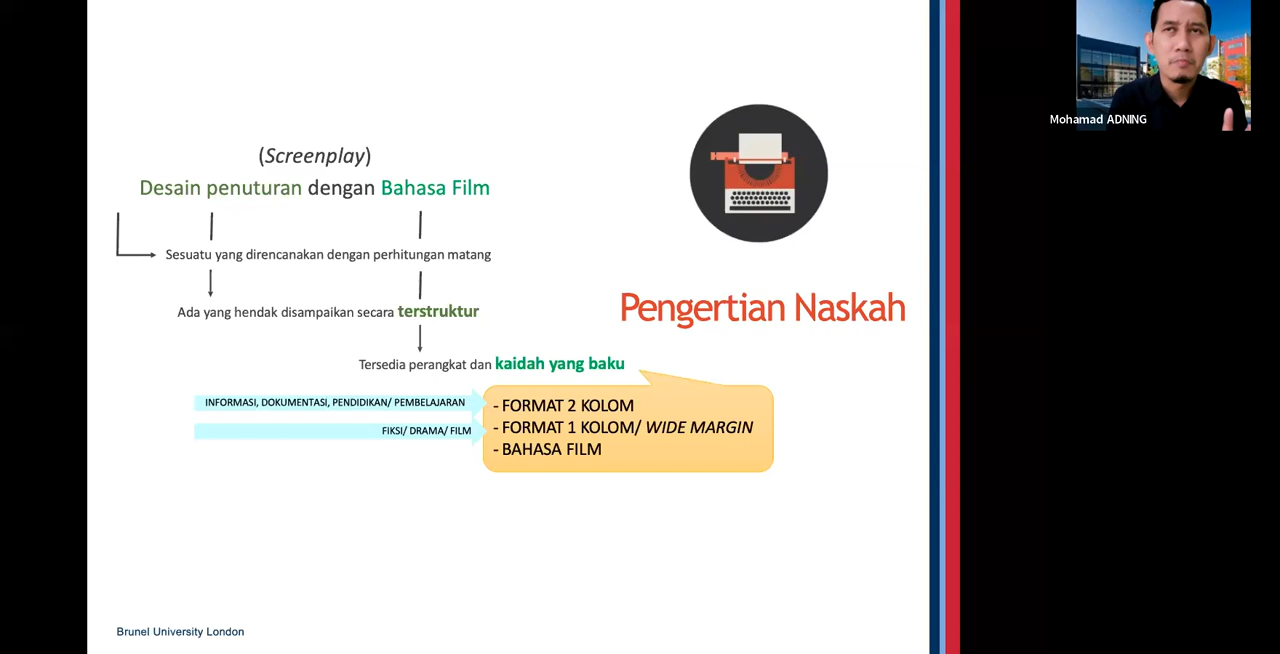 Mohamad ADNING
(Screenplay)
Desain penuturan dengan Bahasa Film
Sesuatu yang direncanakan dengan perhitungan matang
Ada yang hendak disampaikan secara terstruktur
Pengertian Naskah
Tersedia perangkat dan kaidah yang baku
INFORMASI, DOKUMENTASI, PENDIDIKAN/ PEMBELAJARAN
FIKSI/ DRAMA/ FILM
- FORMAT 2 KOLOM
- FORMAT 1 KOLOM/ WIDE MARGIN
- BAHASA FILM
Brunel University London